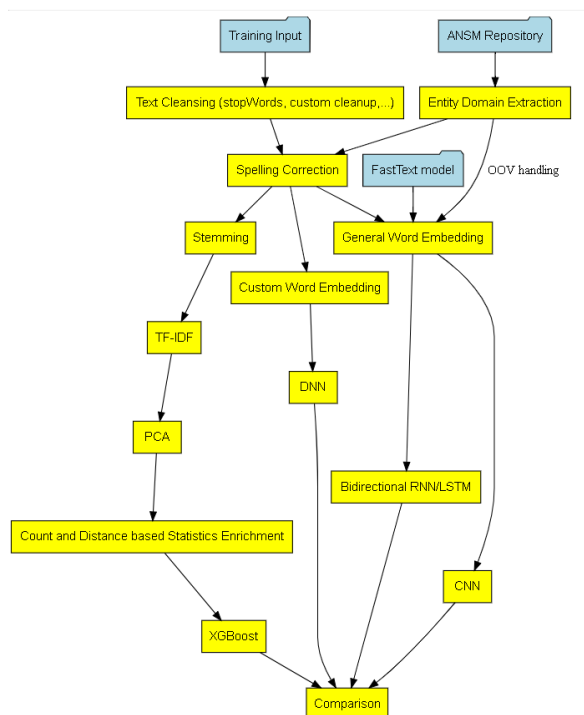 Training Input
ANSM Repository
Text Cleansing (stopWords, custom cleanup,...)
Entity Domain Extraction
Spelling Correction
FastText model
OOV handling
Stemming
General Word Embedding
Custom Word Embedding
TF-IDF
DNN
PCA
Bidirectional RNN/LSTM
Count and Distance based Statistics Enrichment
CNN
XGBoost
Comparison